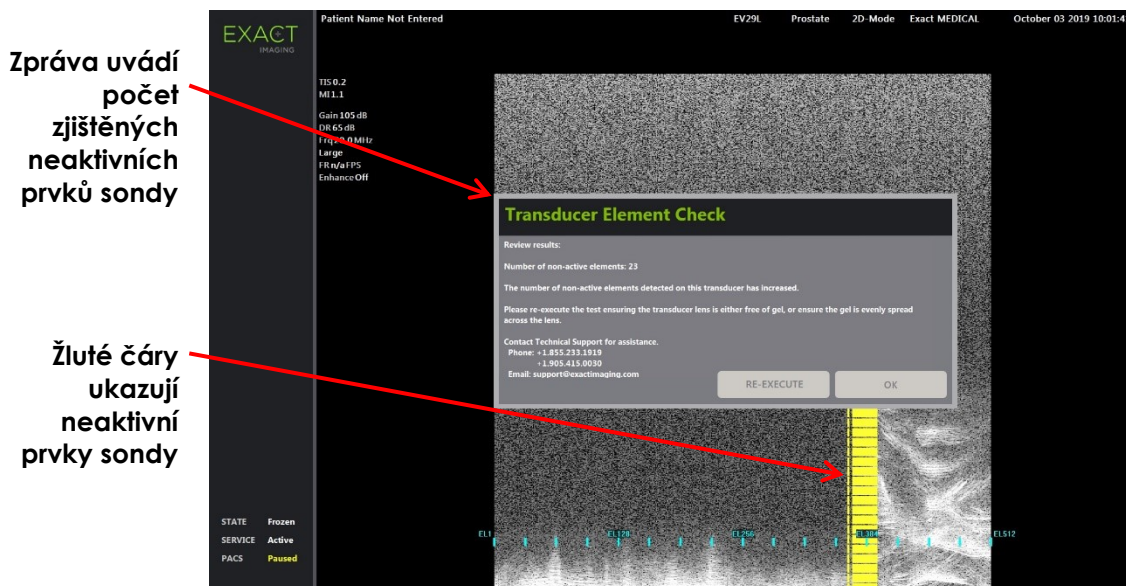 Zpráva uvádí
počet
zjištěných
neaktivních
prvků sondy
Žluté čáry
ukazují
neaktivní
prvky sondy
EXACT
IMAGING
Patient Name Not Entered
EV29L Prostate 2D-Mode Exact MEDICAL October 03 2019 10:01:4
TIS 0.2
MI 1.1
Gain 105 dB
DR 65 dB
MHz
Large
FR n/a FPS
Enhance Off
Transducer Element Check
Review results:
Number of non-active elements: 23
The number of non-active elements detected on this transducer has increased.
Please re-execute the test ensuring the transducer lens is either free of gel, or ensure the gel is evenly spread
across the lens.
Contact Technical Support for assistance.
Phone: +1.855.233.1919
+1.905.415.0030
Email: support@exactimaging.com
RE-EXECUTE OK
EL1 EL128 EL256 EL384 EL512
STATE Frozen
SERVICE Active
PACS Paused